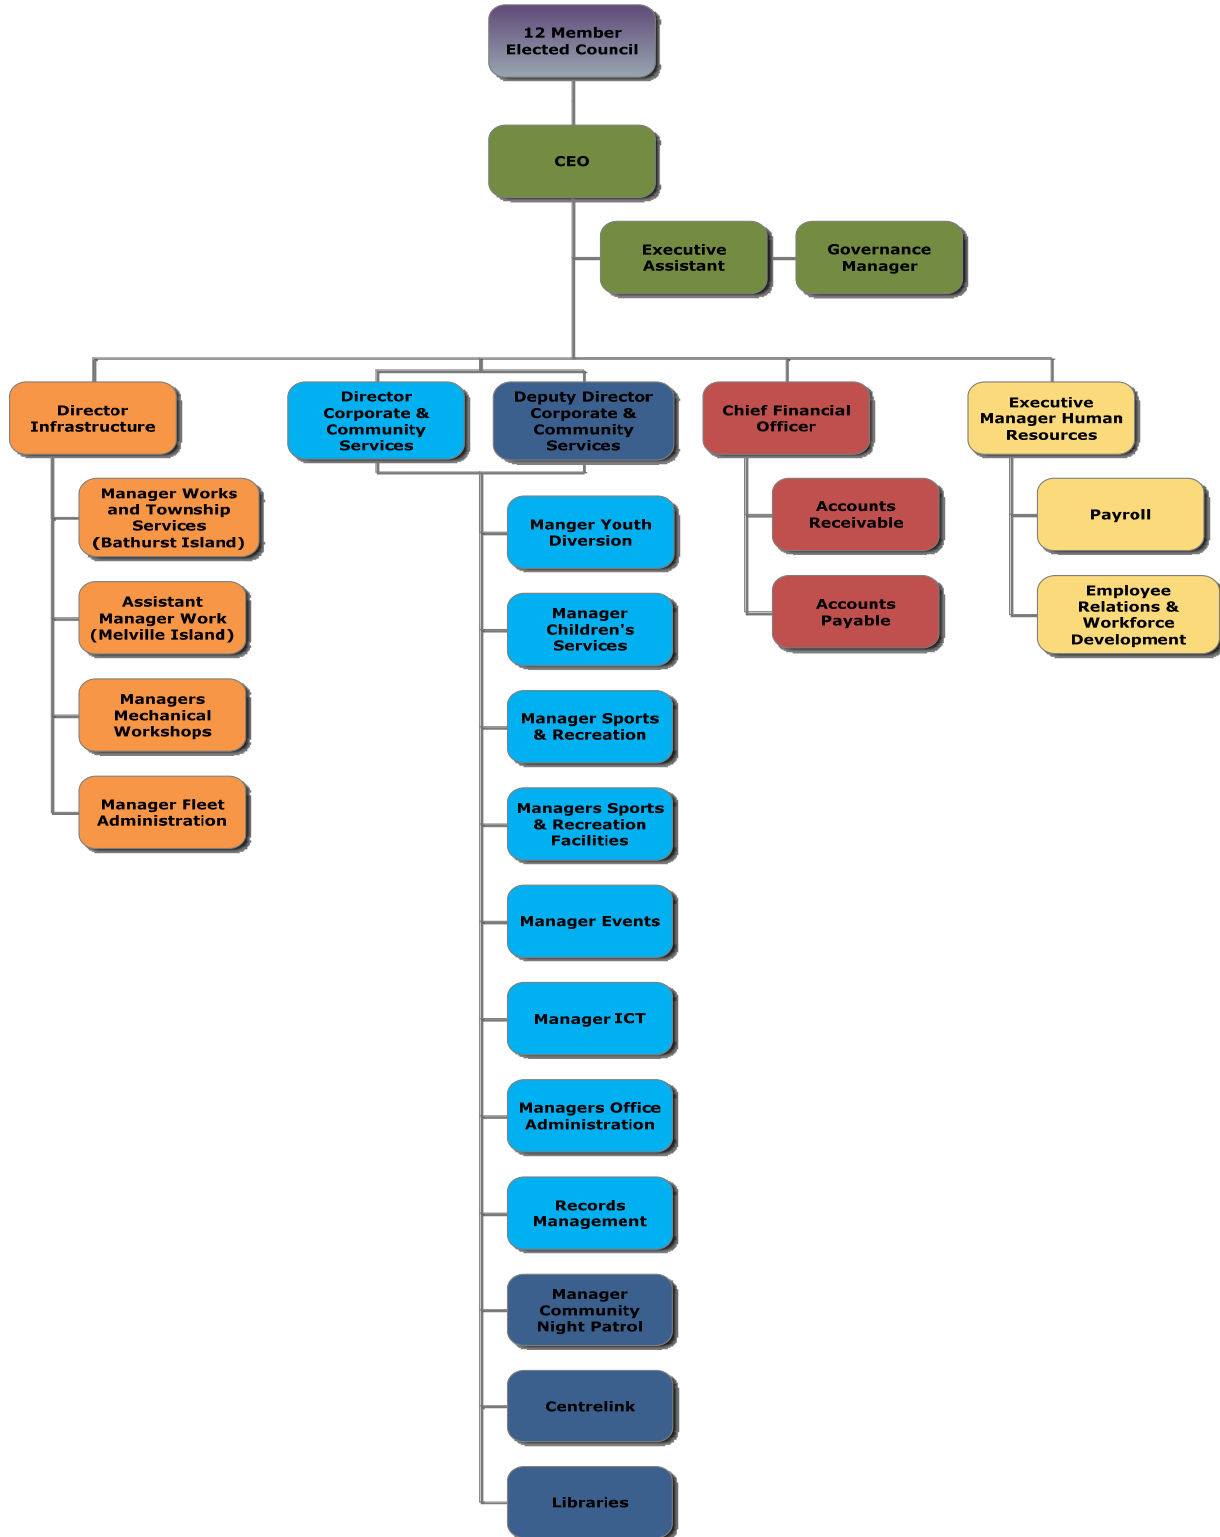 12 Member
Elected Council
CEO
Executive
Assistant
Governance
Manager
Director
Infrastructure
Director
Corporate &
Community
Services
Deputy Director
Corporate &
Community
Services
Chief Financial
Officer
Executive
Manager Human
Resources
Manager Works
and Township
Services
(Bathurst Island)
Assistant
Manager Work
(Melville Island)
Managers
Mechanical
Workshops
Manager Fleet
Administration
Manger Youth
Diversion
Manager
Children's
Services
Manager Sports
& Recreation
Managers Sports
& Recreation
Facilities
Manager Events
Manager ICT
Managers Office
Administration
Records
Management
Manager
Community
Night Patrol
Centrelink
Libraries
Accounts
Receivable
Accounts
Payable
Payroll
Employee
Relations &
Workforce
Development